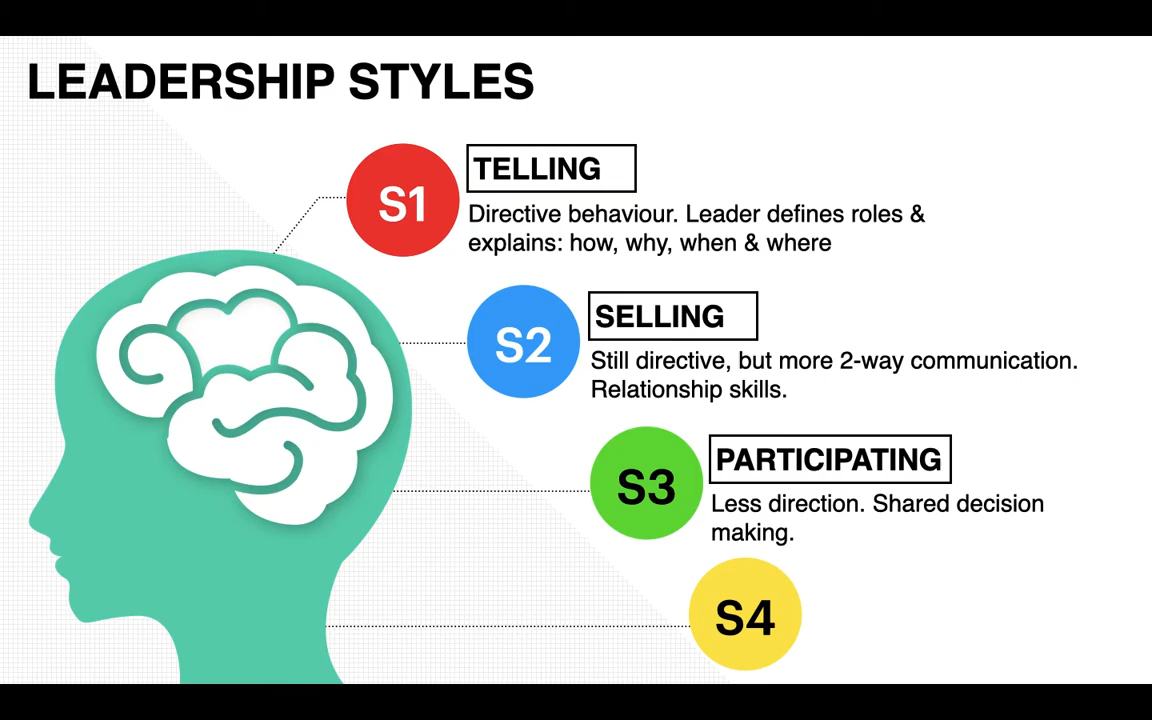 LEADERSHIP STYLES
S1
TELLING
Directive behaviour. Leader defines roles &
explains: how, why, when & where
S2
SELLING
Still directive, but more 2-way communication.
Relationship skills.
S3
PARTICIPATING
Less direction. Shared decision
making.
S4